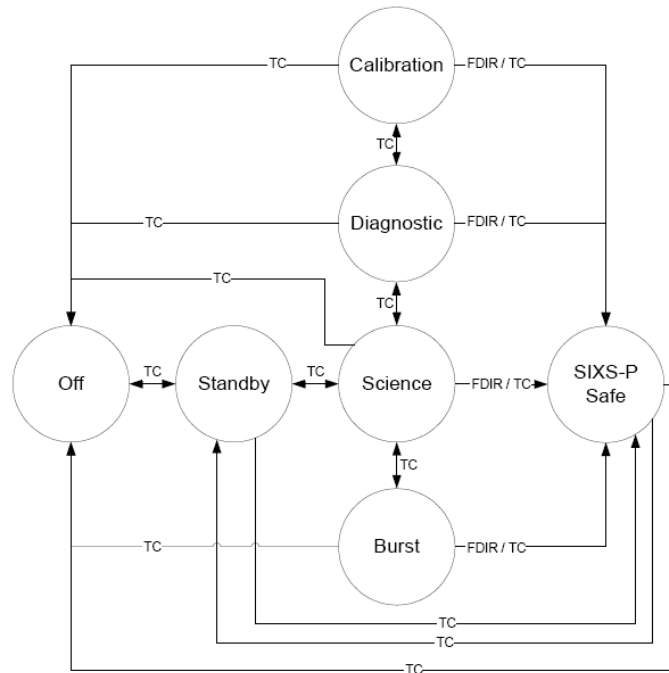 TC
Calibration
FDIR / TC
TC
TC
Diagnostic
FDIR / TC
TC
TC
Off
TC
Standby
TC
Science
FDIR / TC
SIXS-P
Safe
TC
TC
Burst
FDIR / TC
TC
TC
TC